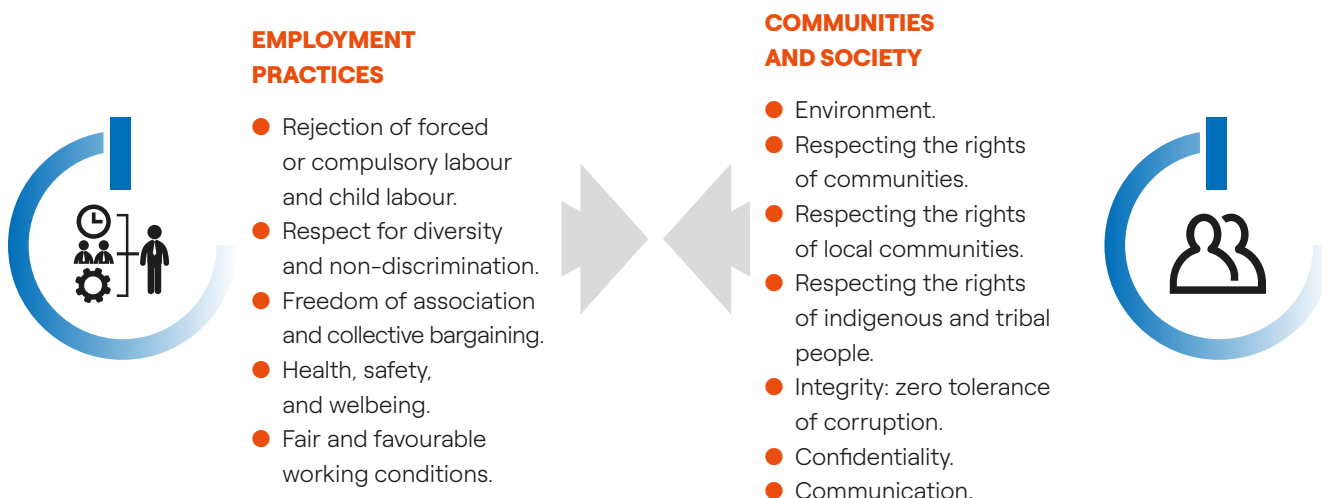 EMPLOYMENT
PRACTICES
Rejection of forced
or compulsory labour
and child labour.
Respect for diversity
and non-discrimination.
Freedom of association
and collective bargaining.
Health, safety,
and welbeing.
Fair and favourable
working conditions.
COMMUNITIES
AND SOCIETY
Environment.
Respecting the rights
of communities.
Respecting the rights
of local communities.
Respecting the rights
of indigenous and tribal
people.
Integrity: zero tolerance
of corruption.
Confidentiality.
Communication.